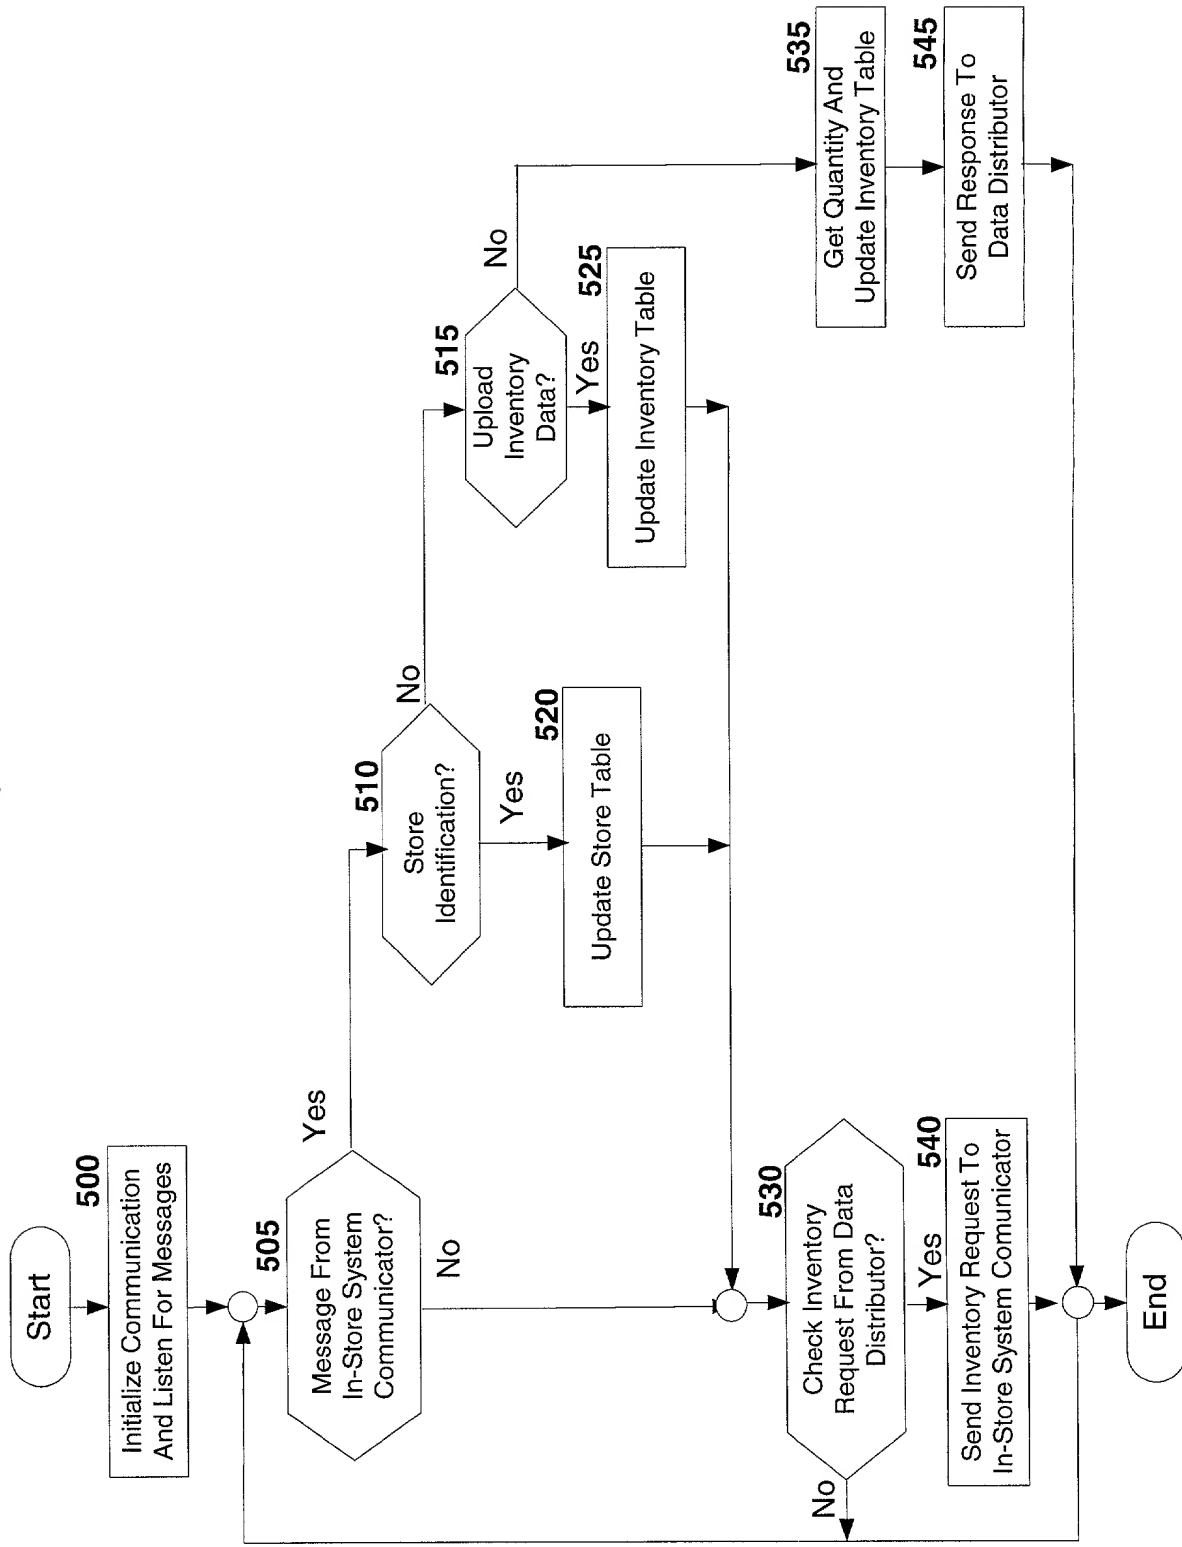 Start
500
Initialize Communication
And Listen For Messages
505
Message From
In-Store System
Communicator?
Yes
No
510
Store
Identification?
No
Yes
515
Upload
Inventory
Data?
No
Yes
520
Update Store Table
525
Update Inventory Table
530
Check Inventory
Request From Data
Distributor?
No
Yes
535
Get Quantity And
Update Inventory Table
540
Send Inventory Request To
In-Store System Comunicator
545
Send Response To
Data Distributor
End